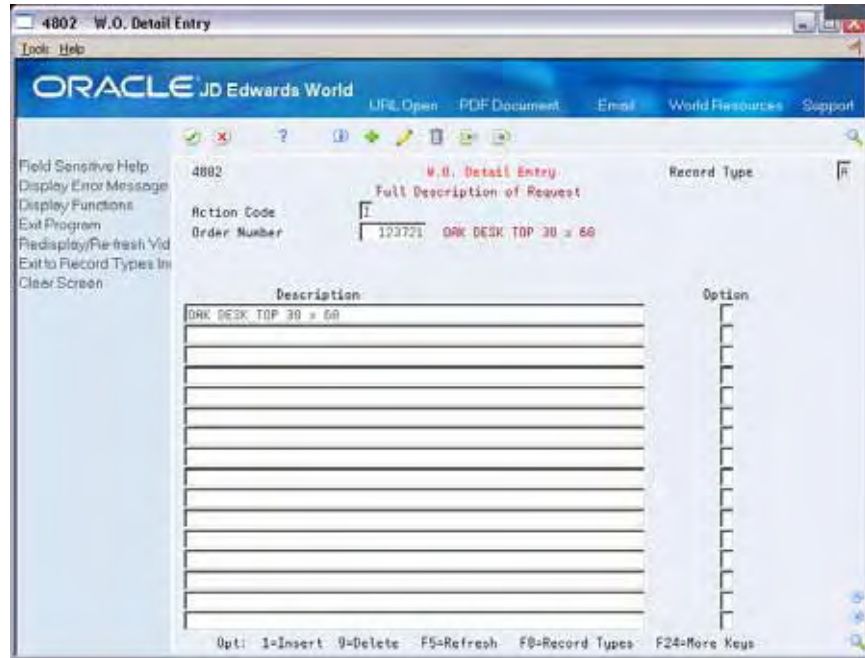 4802 W.O. Detail Entry
Tools Help
ORACLE JD Edwards World
URL Open PDF Document Email World Resources Support
Field Sensitive Help
Display Error Message
Display Functions
Exit Program
Redisplay/Re-fresh Vid
Exit to Record Types In
Clear Screen
4802 W.O. Detail Entry Record Type A
Full Description of Request
Action Code I
Order Number 123721 OAK DESK TOP 30 x 60
Description Option
OAK DESK TOP 30 x 60
Opt: 1=Insert 9=Delete F5=Refresh F8=Record Types F24=More Keys